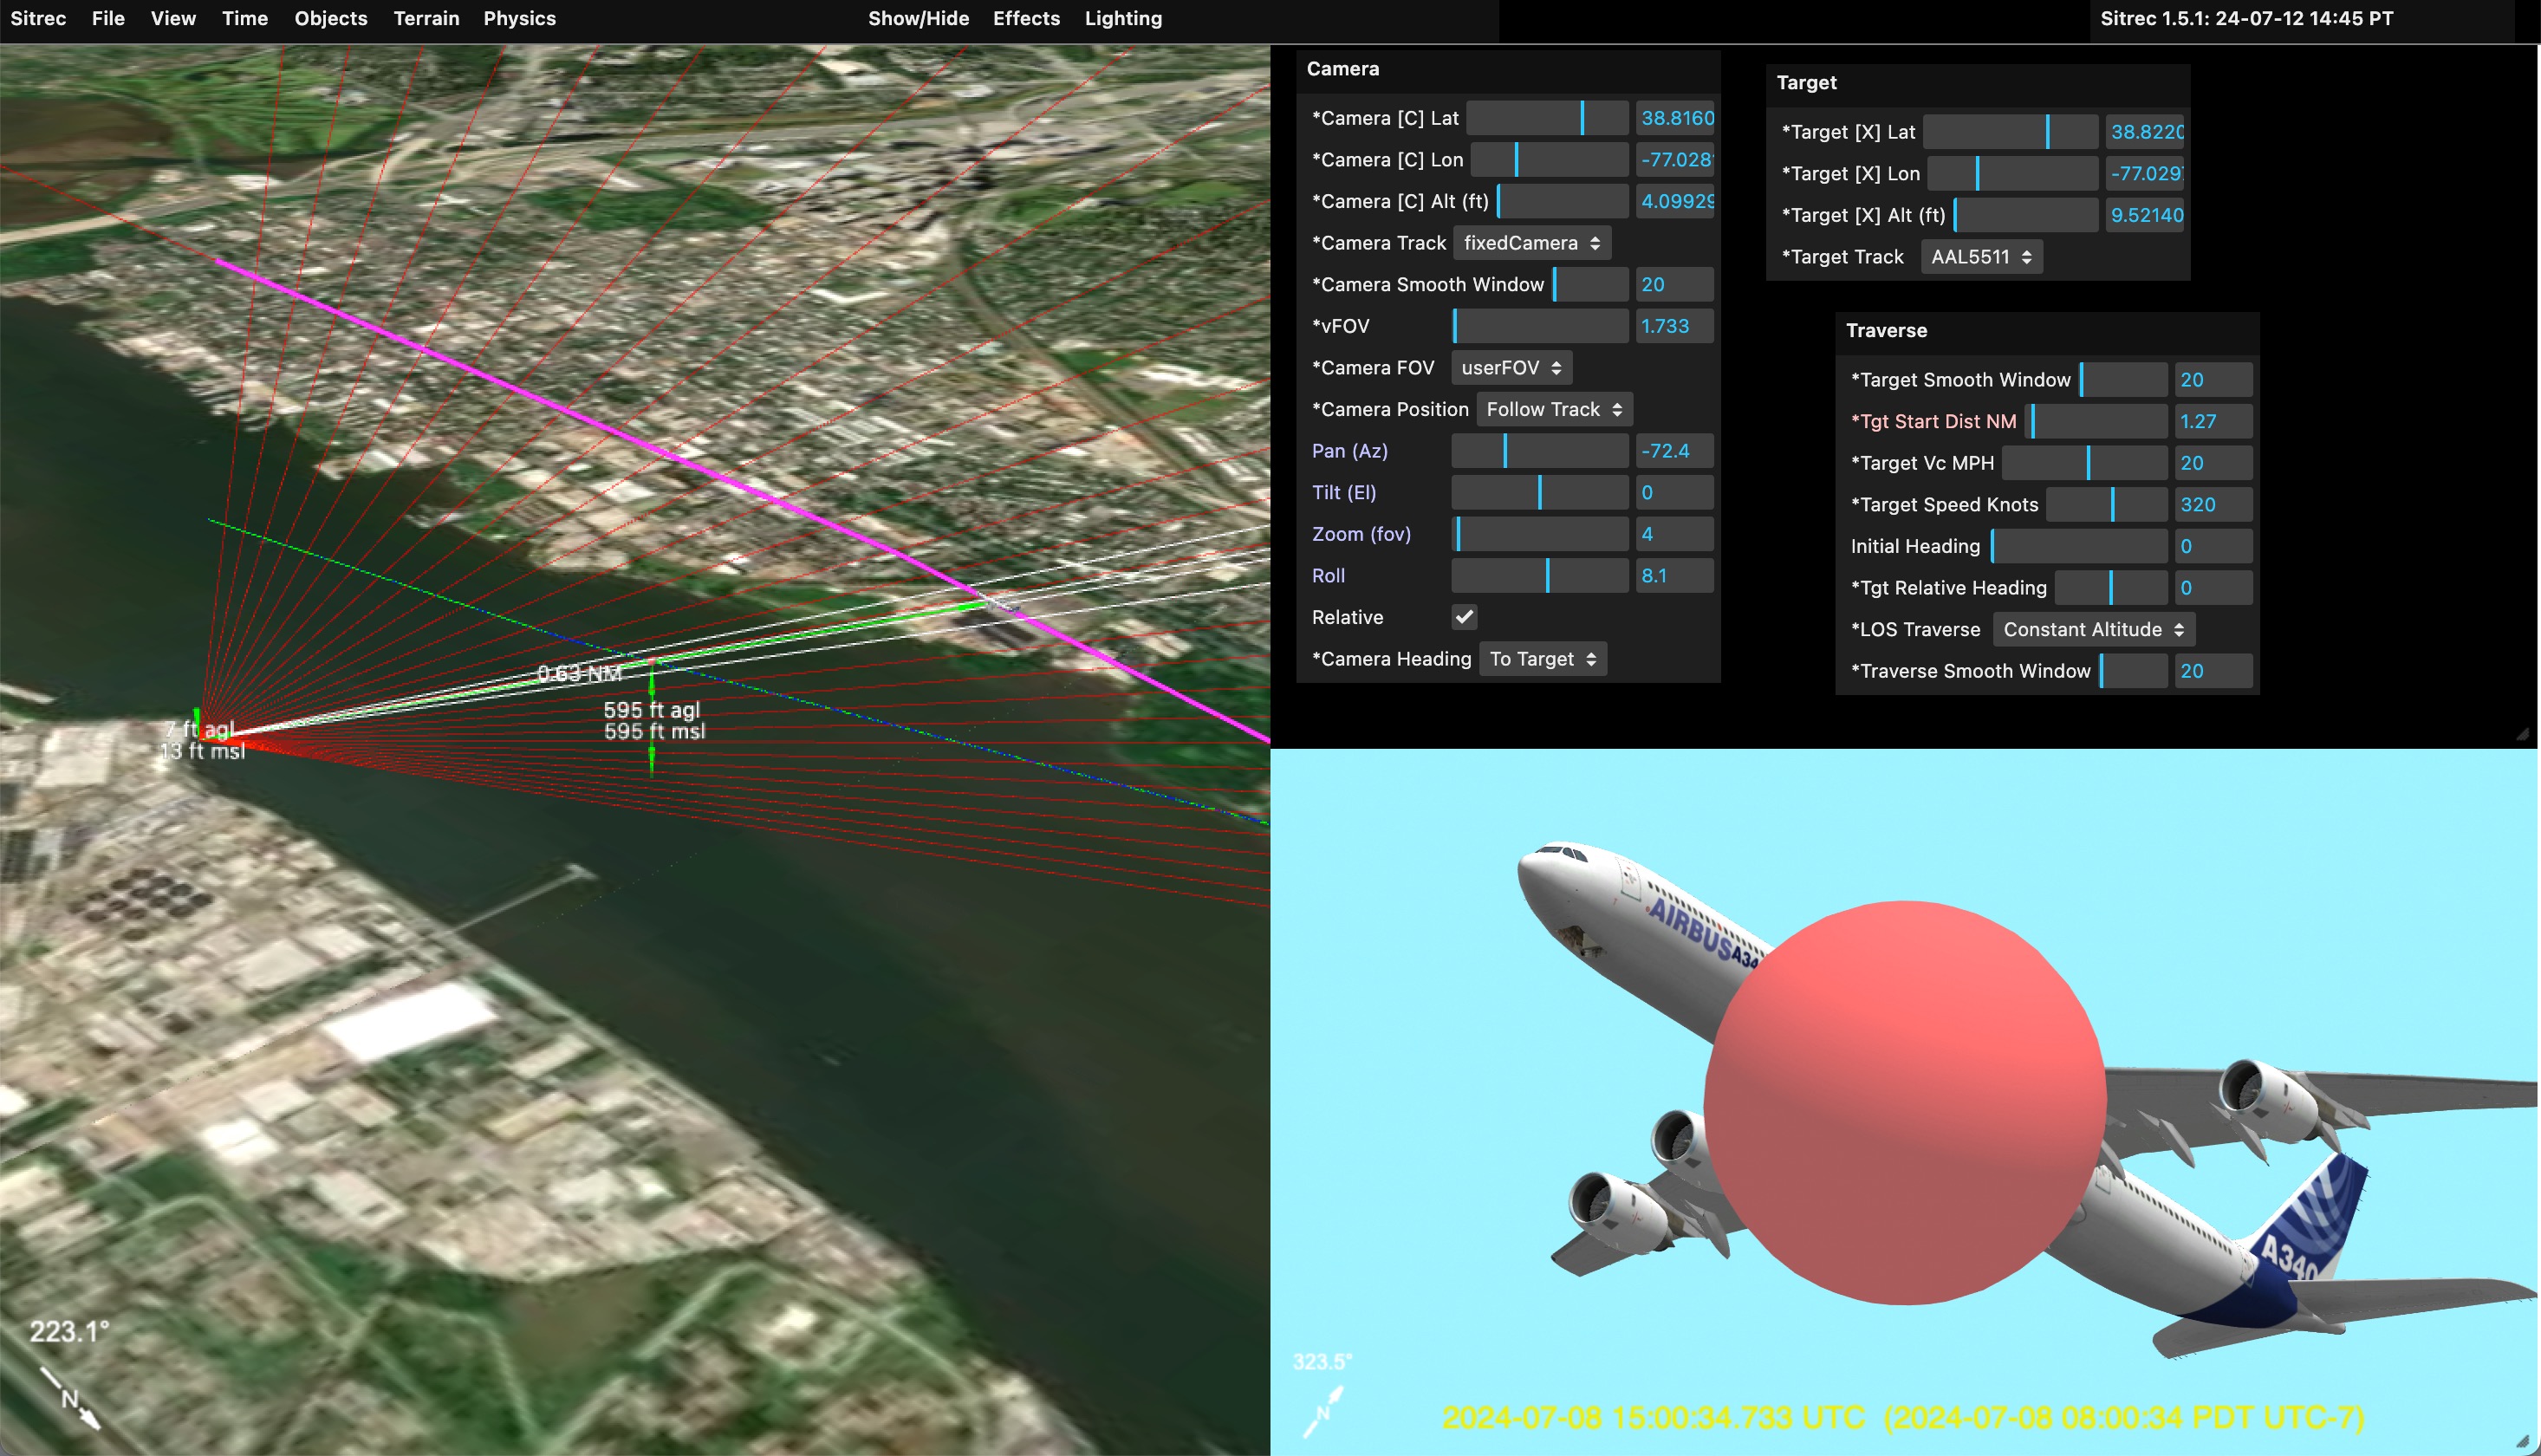 Sitrec File View Time Objects Terrain Physics Show/Hide Effects Lighting Sitrec 1.5.1: 24-07-12 14:45 PT
0.63 NM
595 ft agl
595 ft msl
7 ft agl
13 ft msl
223.1°
N
Camera
*Camera [C] Lat 38.8160
*Camera [C] Lon -77.028
*Camera [C] Alt (ft) 4.09929
*Camera Track fixedCamera
*Camera Smooth Window 20
*vFOV 1.733
*Camera FOV userFOV
*Camera Position Follow Track
Pan (Az) -72.4
Tilt (El) 0
Zoom (fov) 4
Roll 8.1
Relative
*Camera Heading To Target
Target
*Target [X] Lat 38.8220
*Target [X] Lon -77.029
*Target [X] Alt (ft) 9.52140
*Target Track AAL5511
Traverse
*Target Smooth Window 20
*Tgt Start Dist NM 1.27
*Target Vc MPH 20
*Target Speed Knots 320
Initial Heading 0
*Tgt Relative Heading 0
*LOS Traverse Constant Altitude
*Traverse Smooth Window 20
AIRBUS A34
A340
323.5°
N
2024-07-08 15:00:34.733 UTC (2024-07-08 08:00:34 PDT UTC-7)